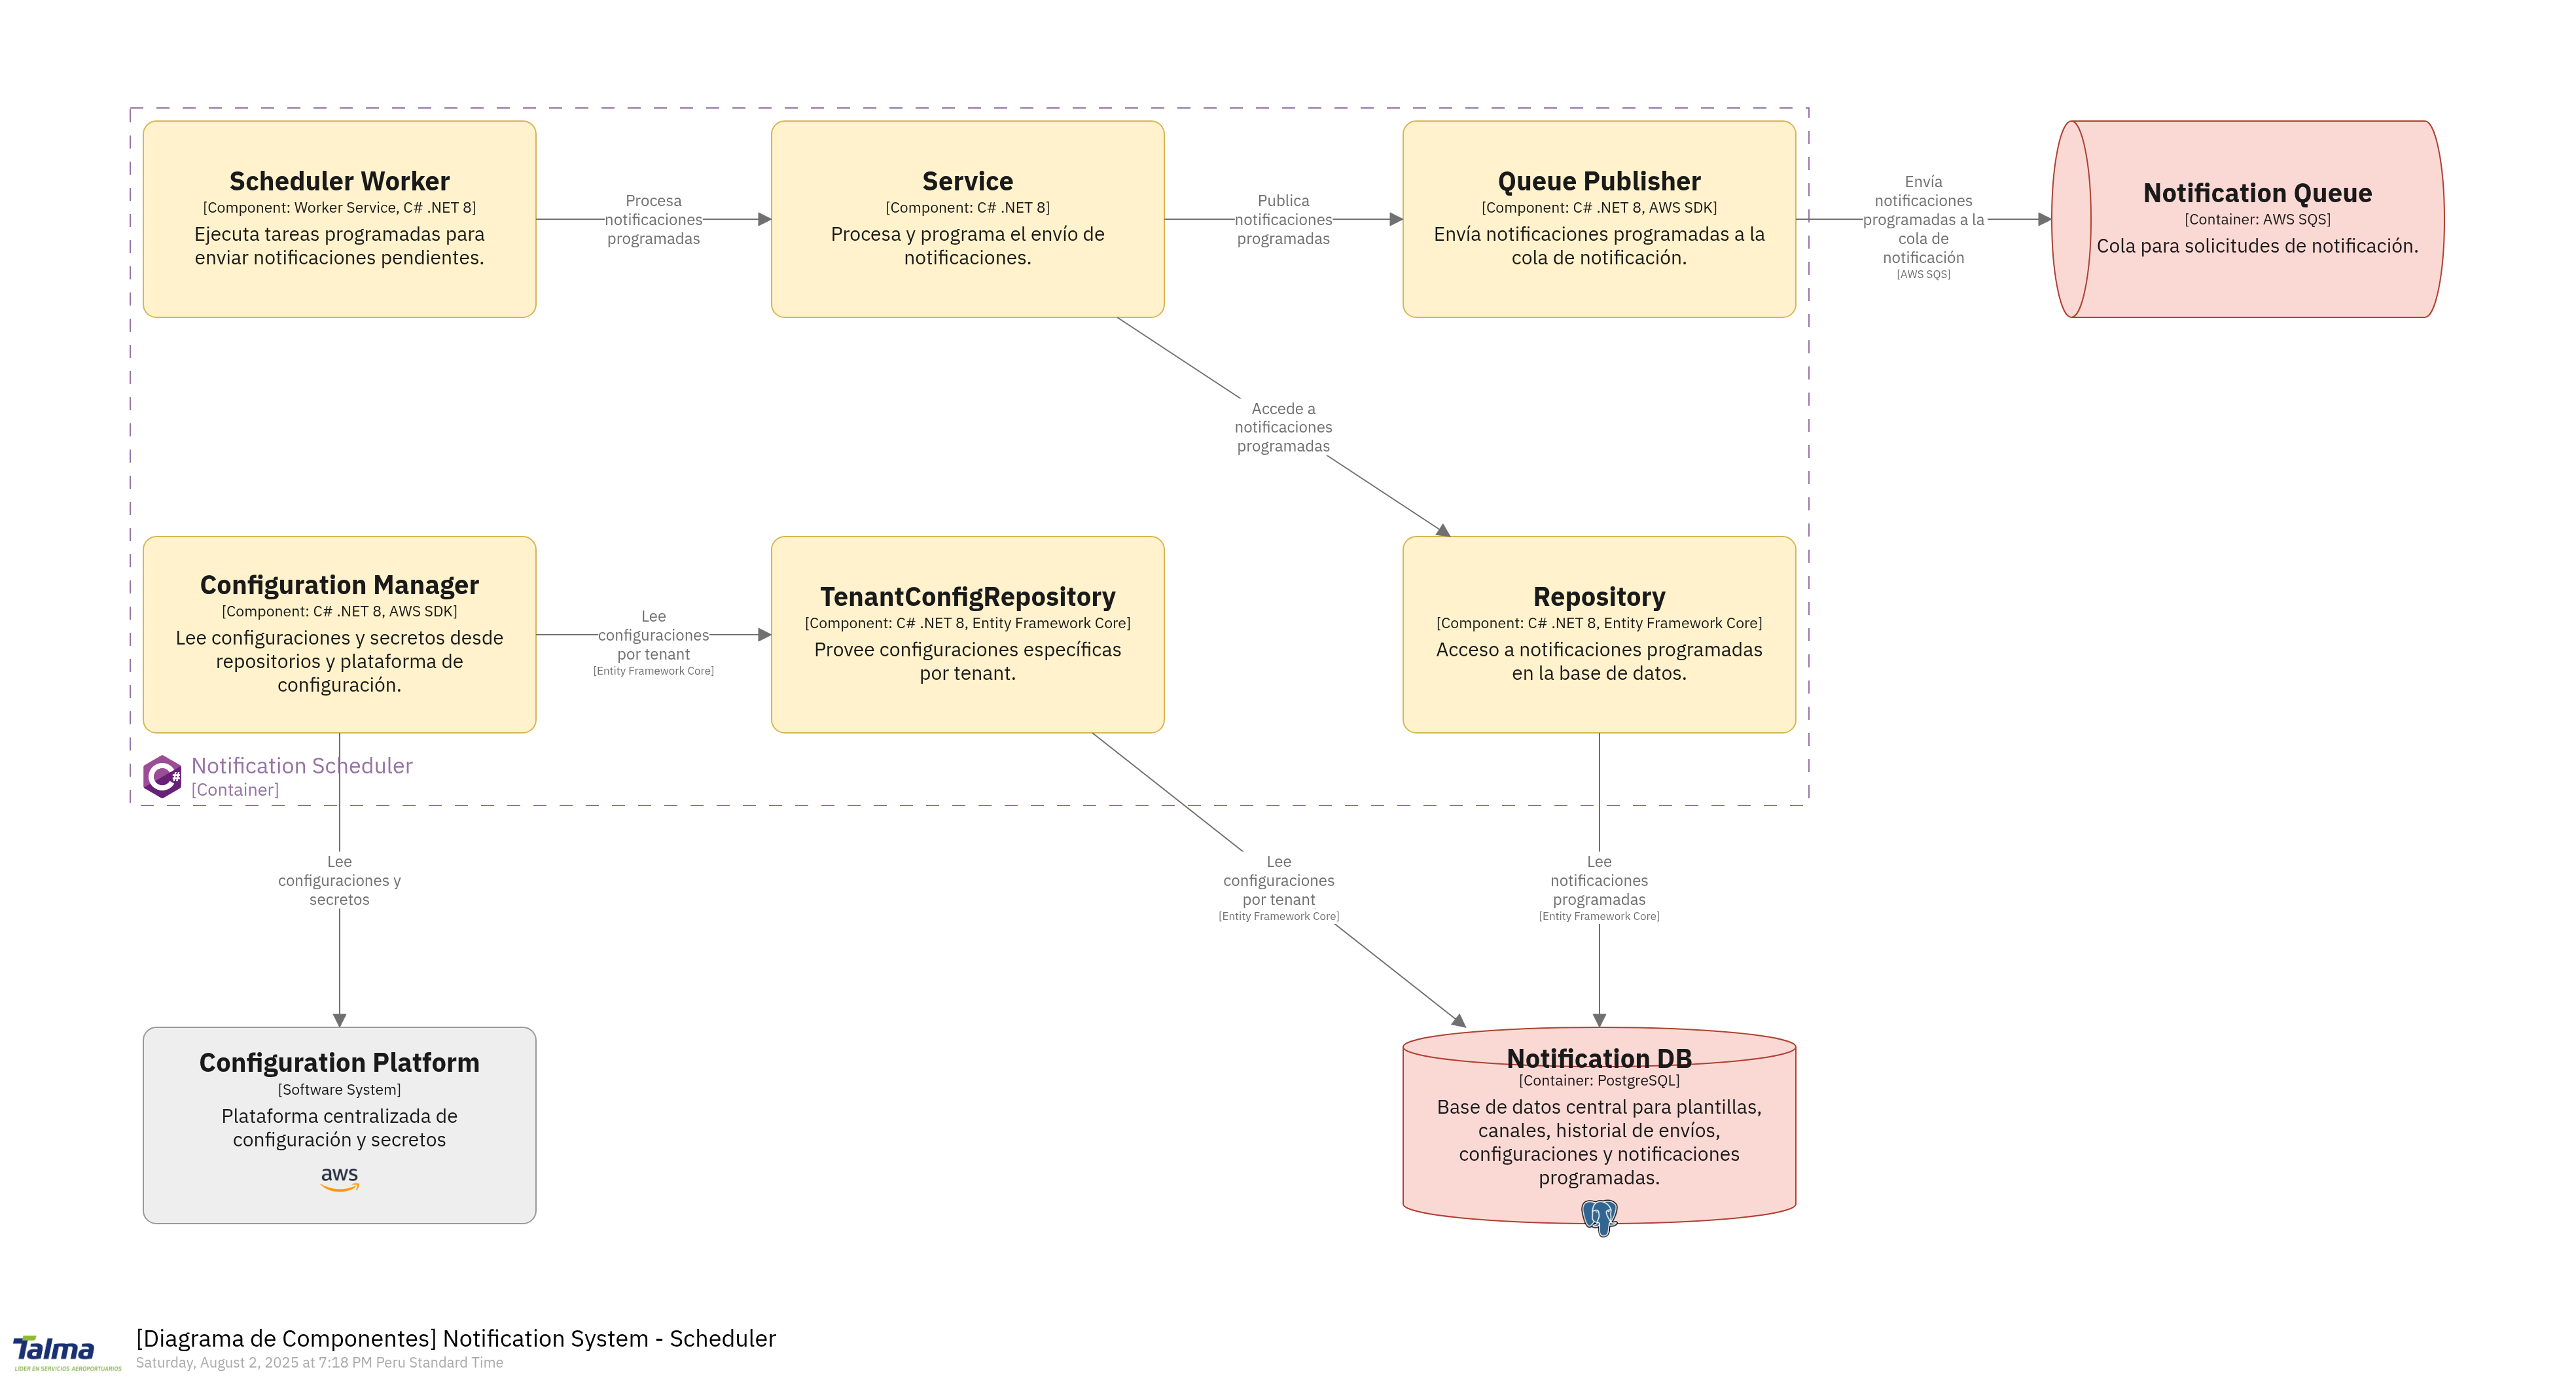 Scheduler Worker
[Component: Worker Service, C# .NET 8]
Ejecuta tareas programadas para
enviar notificaciones pendientes.
Procesa
notificaciones
programadas
Service
[Component: C# .NET 8]
Procesa y programa el envío de
notificaciones.
Publica
notificaciones
programadas
Queue Publisher
[Component: C# .NET 8, AWS SDK]
Envía notificaciones programadas a la
cola de notificación.
Envía
notificaciones
programadas a la
cola de
notificación
[AWS SQS]
Notification Queue
[Container: AWS SQS]
Cola para solicitudes de notificación.
Accede a
notificaciones
programadas
Configuration Manager
[Component: C# .NET 8, AWS SDK]
Lee configuraciones y secretos desde
repositorios y plataforma de
configuración.
Lee
configuraciones
por tenant
[Entity Framework Core]
TenantConfigRepository
[Component: C# .NET 8, Entity Framework Core]
Provee configuraciones específicas
por tenant.
Repository
[Component: C# .NET 8, Entity Framework Core]
Acceso a notificaciones programadas
en la base de datos.
C#
Notification Scheduler
[Container]
Lee
configuraciones y
secretos
Lee
configuraciones
por tenant
[Entity Framework Core]
Lee
notificaciones
programadas
[Entity Framework Core]
Configuration Platform
[Software System]
Plataforma centralizada de
configuración y secretos
aws
Notification DB
[Container: PostgreSQL]
Base de datos central para plantillas,
canales, historial de envíos,
configuraciones y notificaciones
programadas.
Talma
LÍDER EN SERVICIOS AEROPORTUARIOS
[Diagrama de Componentes] Notification System - Scheduler
Saturday, August 2, 2025 at 7:18 PM Peru Standard Time